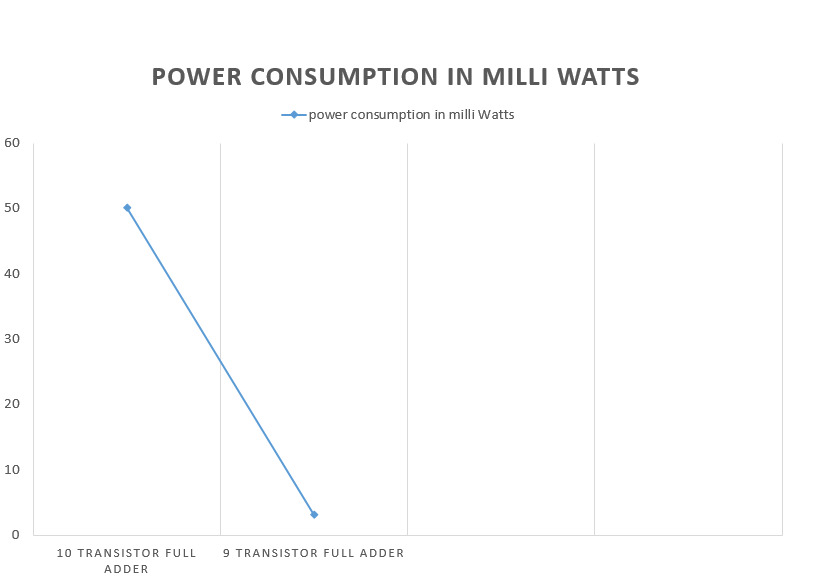 POWER CONSUMPTION IN MILLI WATTS
power consumption in milli Watts
60
50
40
30
20
10
0
10 TRANSISTOR FULL
ADDER
9 TRANSISTOR FULL ADDER